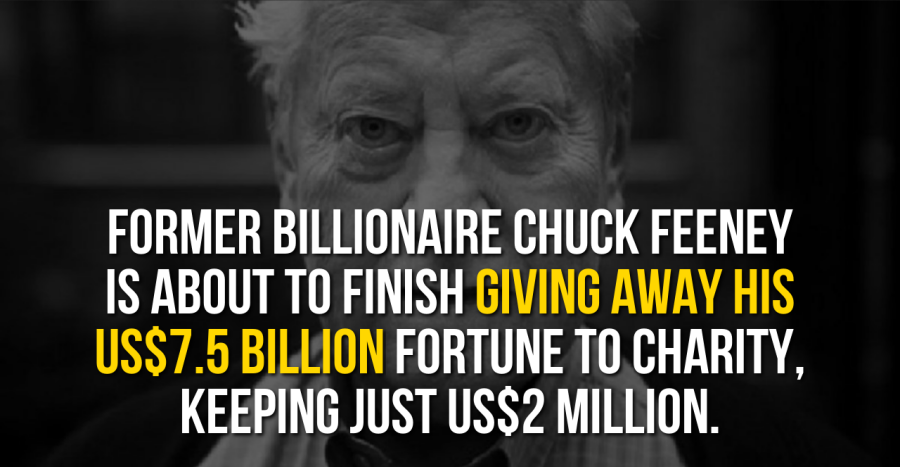 FORMER BILLIONAIRE CHUCK FEENEY
IS ABOUT TO FINISH GIVING AWAY HIS
US$7.5 BILLION FORTUNE TO CHARITY,
KEEPING JUST US$2 MILLION.